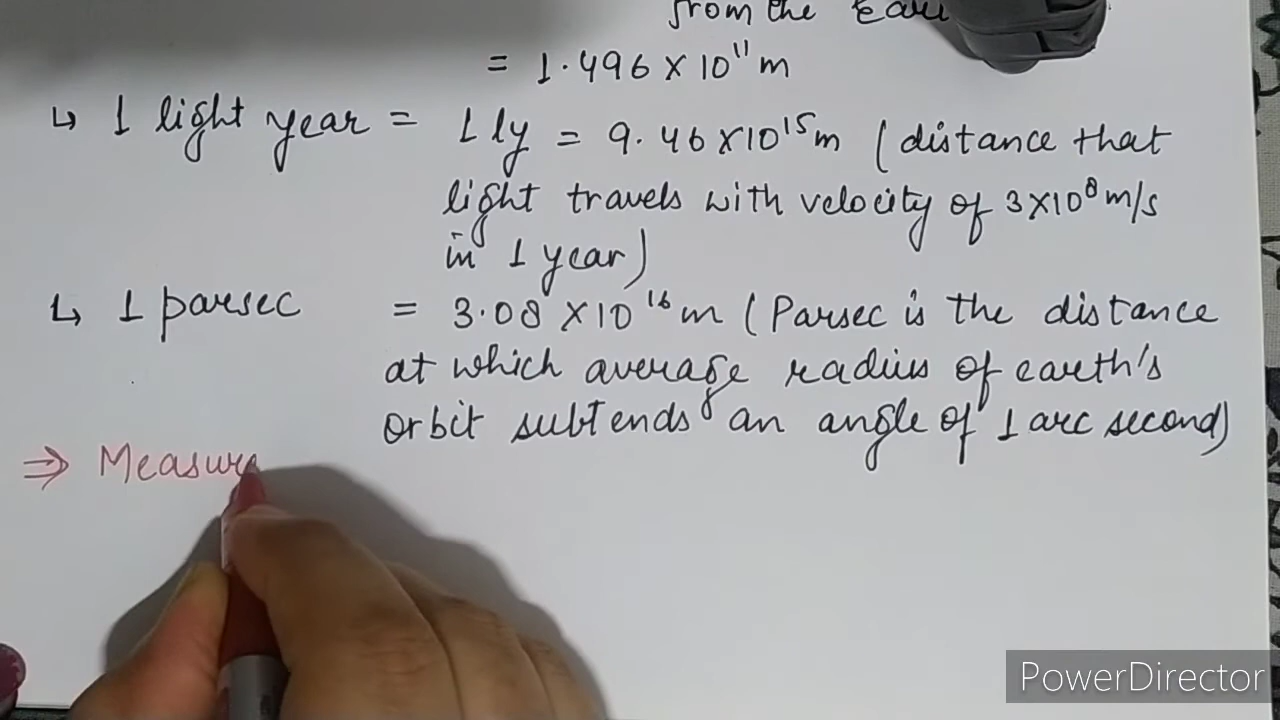 from the
= 1.496 × 10¹¹ m
↳ 1 light year = 1 ly = 9.46 × 10¹⁵ m (distance that
light travels with velocity of 3×10⁸ m/s
in 1 year)
↳ 1 parsec = 3.08 × 10¹⁶ m (Parsec is the distance
at which average radius of earth's
orbit subtends an angle of 1 arc second)
⇒ Measure
PowerDirector